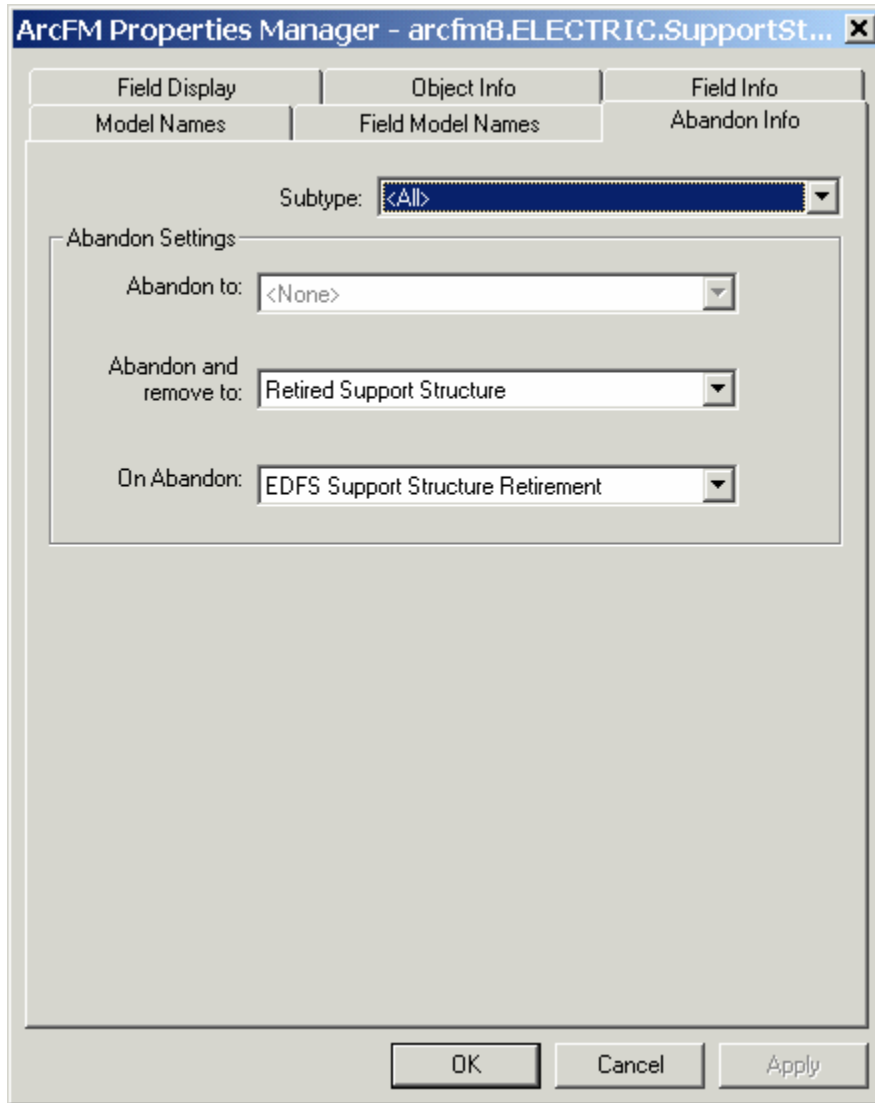 ArcFM Properties Manager - arcfm8.ELECTRIC.SupportSt...
Field Display Object Info Field Info
Model Names Field Model Names Abandon Info
Subtype: <All>
Abandon Settings
Abandon to: <None>
Abandon and
remove to: Retired Support Structure
On Abandon: EDFS Support Structure Retirement
OK Cancel Apply